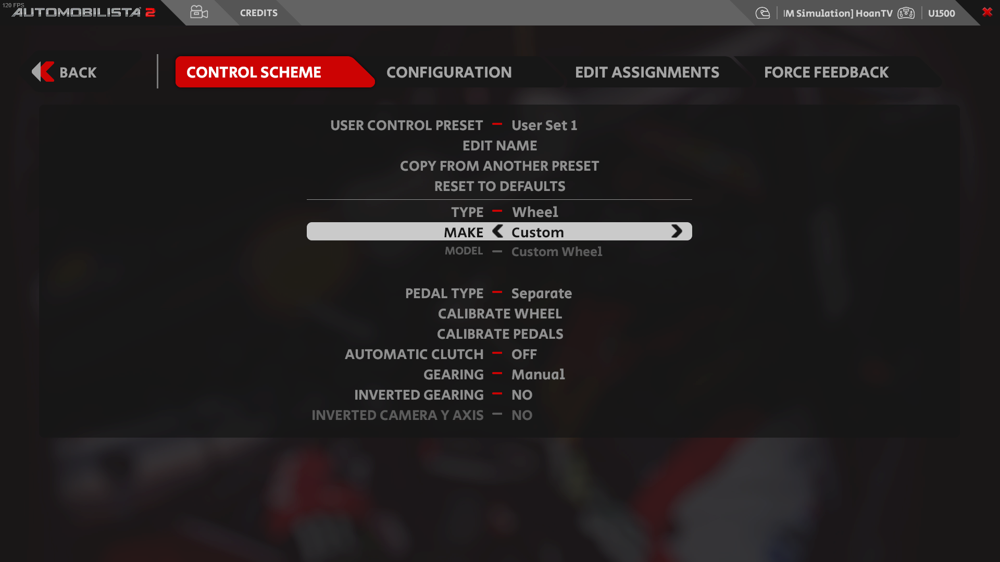 120 FPS
AUTOMOBILISTA 2
CREDITS
M Simulation] HoanTV
U1500
BACK
CONTROL SCHEME
CONFIGURATION
EDIT ASSIGNMENTS
FORCE FEEDBACK
USER CONTROL PRESET - User Set 1
EDIT NAME
COPY FROM ANOTHER PRESET
RESET TO DEFAULTS
TYPE - Wheel
MAKE Custom
MODEL - Custom Wheel
PEDAL TYPE - Separate
CALIBRATE WHEEL
CALIBRATE PEDALS
AUTOMATIC CLUTCH - OFF
GEARING - Manual
INVERTED GEARING - NO
INVERTED CAMERA Y AXIS - NO